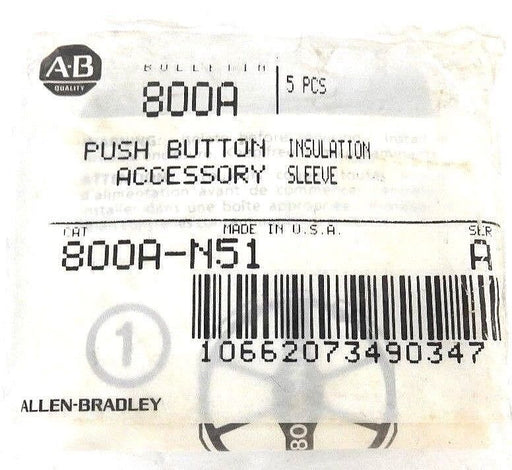 A-B
QUALITY
BULLETIN
800A
5 PCS
PUSH BUTTON INSULATION
ACCESSORY SLEEVE
CAT MADE IN U.S.A. SER
800A-N51 A
10662073490347
1
ALLEN-BRADLEY
80